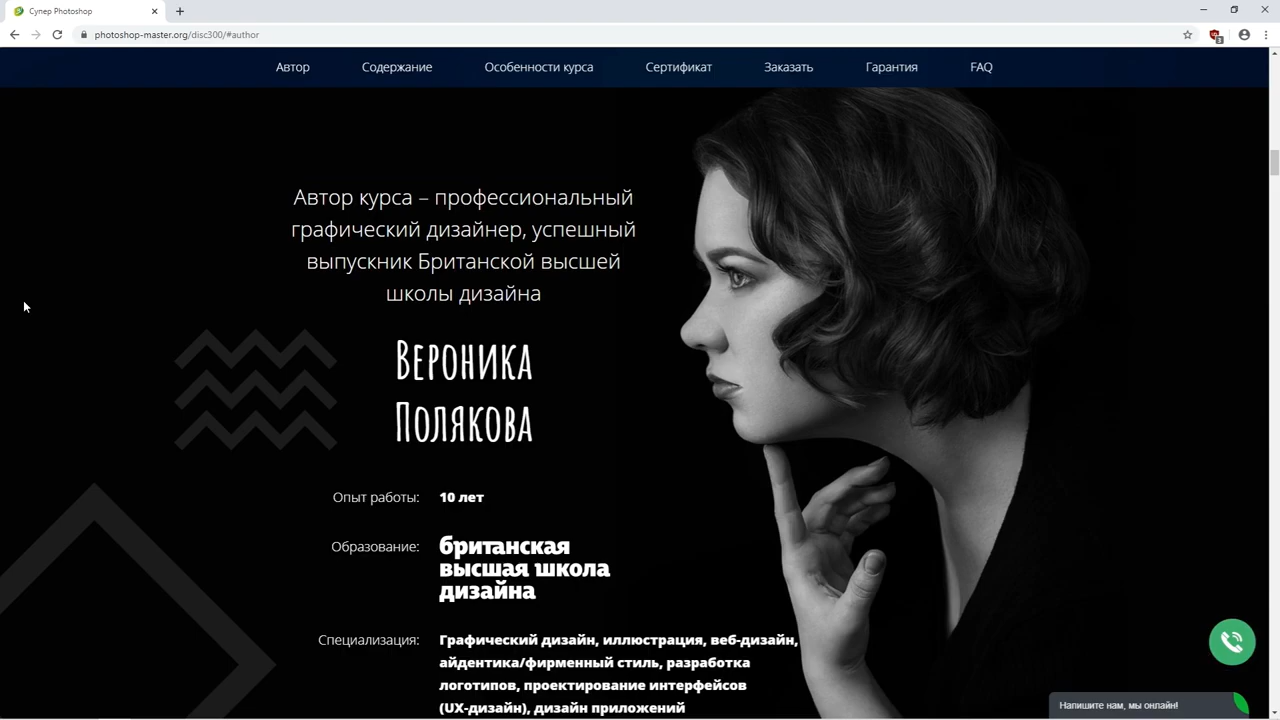 Супер Photoshop
photoshop-master.org/disc300/#author
3
Автор Содержание Особенности курса Сертификат Заказать Гарантия FAQ
Автор курса – профессиональный
графический дизайнер, успешный
выпускник Британской высшей
школы дизайна
Вероника
Полякова
Опыт работы: 10 лет
Образование: британская
высшая школа
дизайна
Специализация: Графический дизайн, иллюстрация, веб-дизайн,
айдентика/фирменный стиль, разработка
логотипов, проектирование интерфейсов
(UX-дизайн), дизайн приложений
Напишите нам, мы онлайн!